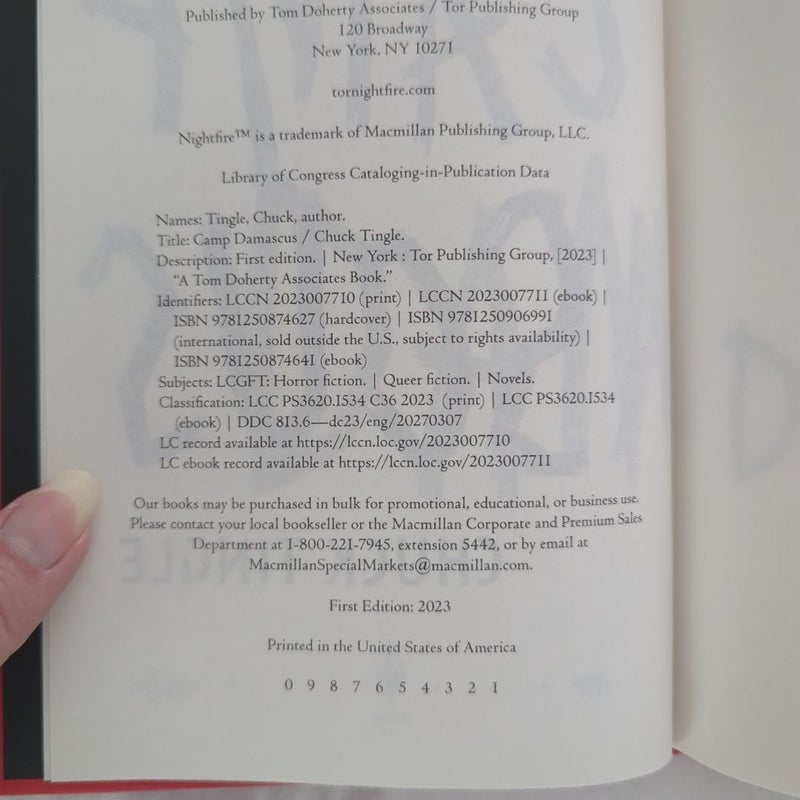 Published by Tom Doherty Associates / Tor Publishing Group
120 Broadway
New York, NY 10271
tornightfire.com
Nightfire™ is a trademark of Macmillan Publishing Group, LLC.
Library of Congress Cataloging-in-Publication Data
Names: Tingle, Chuck, author.
Title: Camp Damascus / Chuck Tingle.
Description: First edition. | New York : Tor Publishing Group, [2023] |
"A Tom Doherty Associates Book."
Identifiers: LCCN 2023007710 (print) | LCCN 2023007711 (ebook) |
ISBN 9781250874627 (hardcover) | ISBN 9781250906991
(international, sold outside the U.S., subject to rights availability) |
ISBN 9781250874641 (ebook)
Subjects: LCGFT: Horror fiction. | Queer fiction. | Novels.
Classification: LCC PS3620.I534 C36 2023 (print) | LCC PS3620.I534
(ebook) | DDC 813.6—dc23/eng/20270307
LC record available at https://lccn.loc.gov/2023007710
LC ebook record available at https://lccn.loc.gov/2023007711
Our books may be purchased in bulk for promotional, educational, or business use.
Please contact your local bookseller or the Macmillan Corporate and Premium Sales
Department at 1-800-221-7945, extension 5442, or by email at
MacmillanSpecialMarkets@macmillan.com.
First Edition: 2023
Printed in the United States of America
0 9 8 7 6 5 4 3 2 1